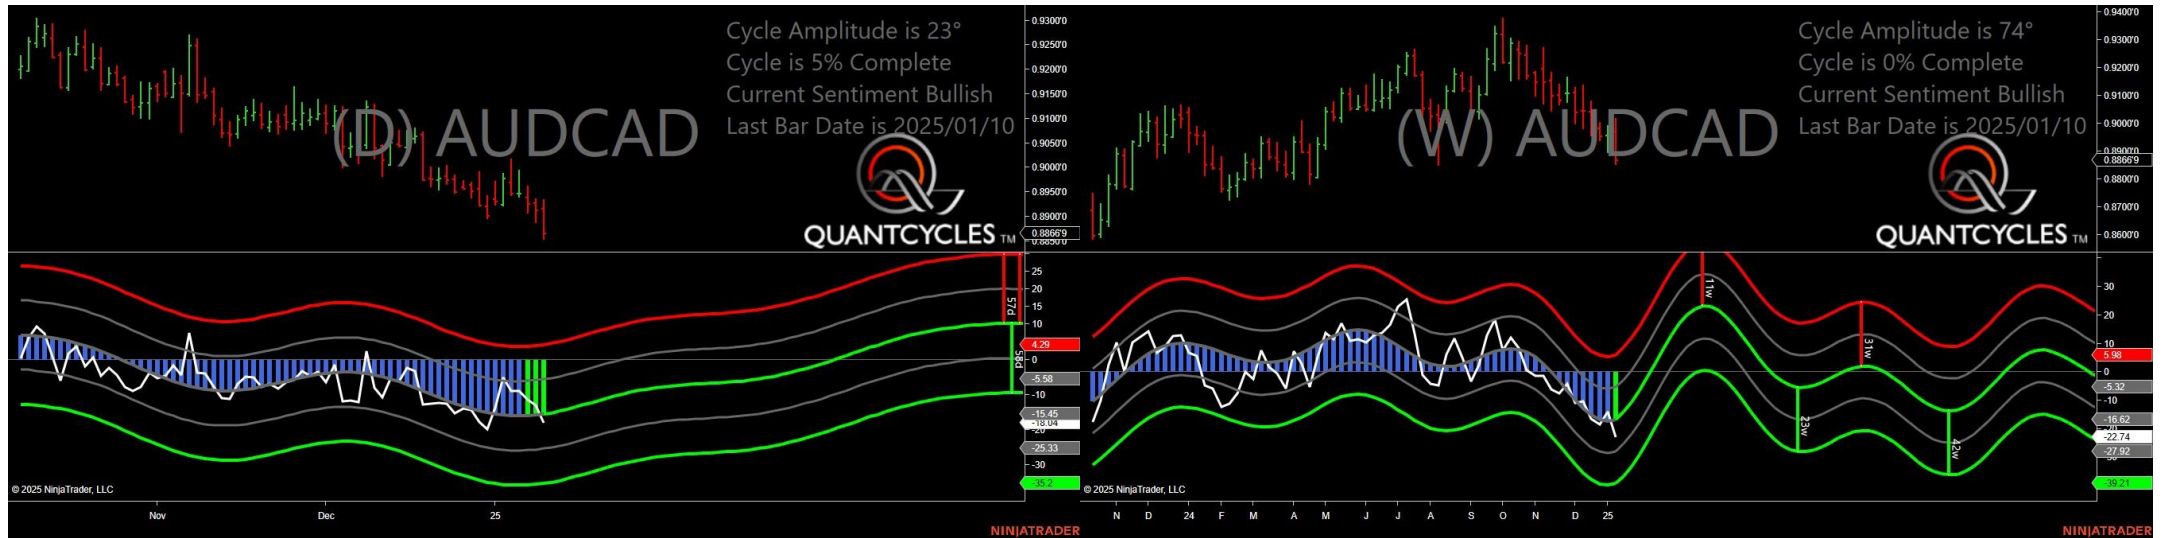 Cycle Amplitude is 23°
Cycle is 5% Complete
Current Sentiment Bullish
Last Bar Date is 2025/01/10
(D) AUDCAD
QUANTCYCLES TM
0.9300'0
0.9250'0
0.9200'0
0.9150'0
0.9100'0
0.9050'0
0.9000'0
0.8950'0
0.8900'0
0.8866'9
0.8850'0
25
20
15
10
4.29
0
-5.58
-10
-15.45
-18.04
-20
-25.33
-30
-35.2
57d
58d
© 2025 NinjaTrader, LLC
Nov
Dec
25
NINJATRADER
Cycle Amplitude is 74°
Cycle is 0% Complete
Current Sentiment Bullish
Last Bar Date is 2025/01/10
(W) AUDCAD
QUANTCYCLES TM
0.9400'0
0.9300'0
0.9200'0
0.9100'0
0.9000'0
0.8900'0
0.8866'9
0.8800'0
0.8700'0
0.8600'0
30
20
10
5.98
0
-5.32
-10
-16.62
-22.74
-27.92
-39.21
11w
31w
23w
42w
© 2025 NinjaTrader, LLC
N D 24 F M A M J J A S O N D 25
NINJATRADER